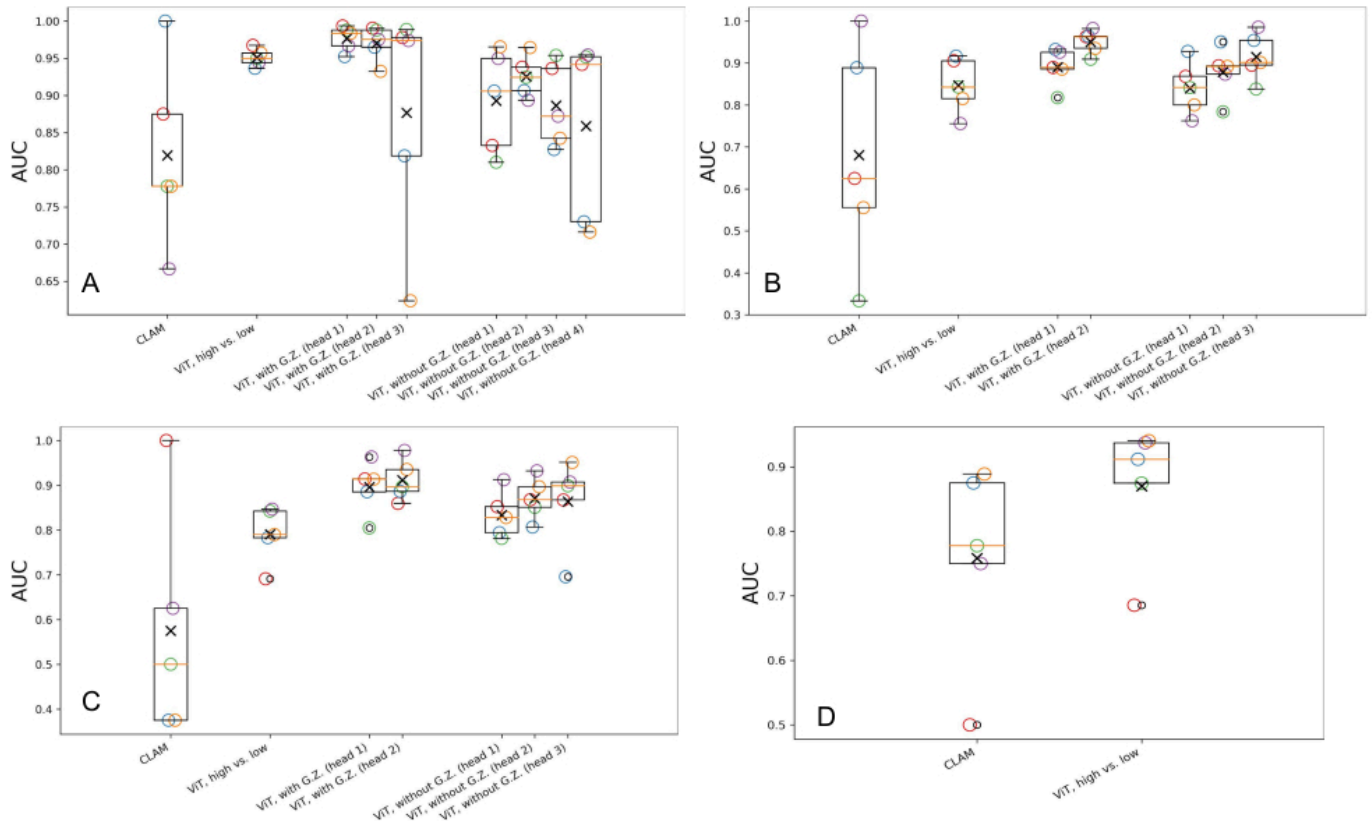 1.00
0.95
0.90
0.85
0.80
0.75
0.70
0.65
AUC
A
CLAM
ViT, high vs. low
ViT, with G.Z. (head 1)
ViT, with G.Z. (head 2)
ViT, with G.Z. (head 3)
ViT, without G.Z. (head 1)
ViT, without G.Z. (head 2)
ViT, without G.Z. (head 3)
ViT, without G.Z. (head 4)
1.0
0.9
0.8
0.7
0.6
0.5
0.4
0.3
AUC
B
CLAM
ViT, high vs. low
ViT, with G.Z. (head 1)
ViT, with G.Z. (head 2)
ViT, without G.Z. (head 1)
ViT, without G.Z. (head 2)
ViT, without G.Z. (head 3)
1.0
0.9
0.8
0.7
0.6
0.5
0.4
AUC
C
CLAM
ViT, high vs. low
ViT, with G.Z. (head 1)
ViT, with G.Z. (head 2)
ViT, without G.Z. (head 1)
ViT, without G.Z. (head 2)
ViT, without G.Z. (head 3)
0.9
0.8
0.7
0.6
0.5
AUC
D
CLAM
ViT, high vs. low